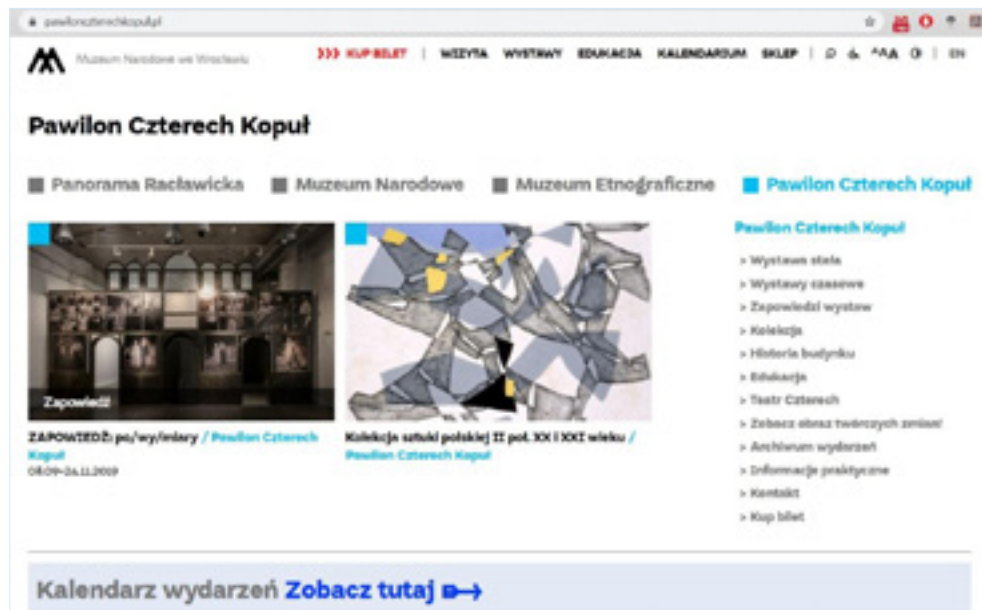 pawilonczterechkopul.pl
Muzeum Narodowe we Wrocławiu
>>> KUP BILET | WIZYTA WYSTAWY EDUKACJA KALENDARIUM SKLEP | AAA | EN
Pawilon Czterech Kopuł
Panorama Racławicka Muzeum Narodowe Muzeum Etnograficzne Pawilon Czterech Kopuł
Zapowiedź
ZAPOWIEDŹ: po/wy/miary / Pawilon Czterech
Kopuł
08.09-24.11.2019
Kolekcja sztuki polskiej II poł. XX i XXI wieku /
Pawilon Czterech Kopuł
Pawilon Czterech Kopuł
> Wystawa stała
> Wystawy czasowe
> Zapowiedzi wystaw
> Kolekcja
> Historia budynku
> Edukacja
> Teatr Czterech
> Zobacz obraz twórczych zmian!
> Archiwum wydarzeń
> Informacje praktyczne
> Kontakt
> Kup bilet
Kalendarz wydarzeń Zobacz tutaj